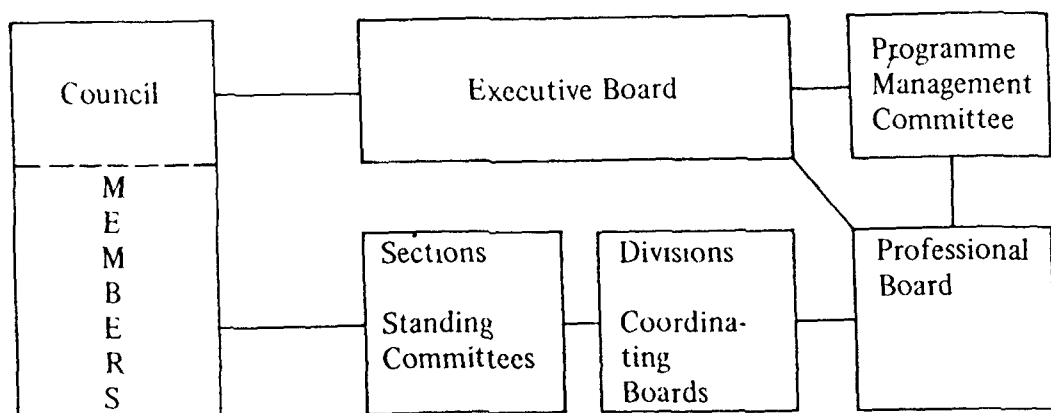 Council
Executive Board
Programme
Management
Committee
M
E
M
B
E
R
S
Sections
Standing
Committees
Divisions
Coordina-
ting
Boards
Professional
Board